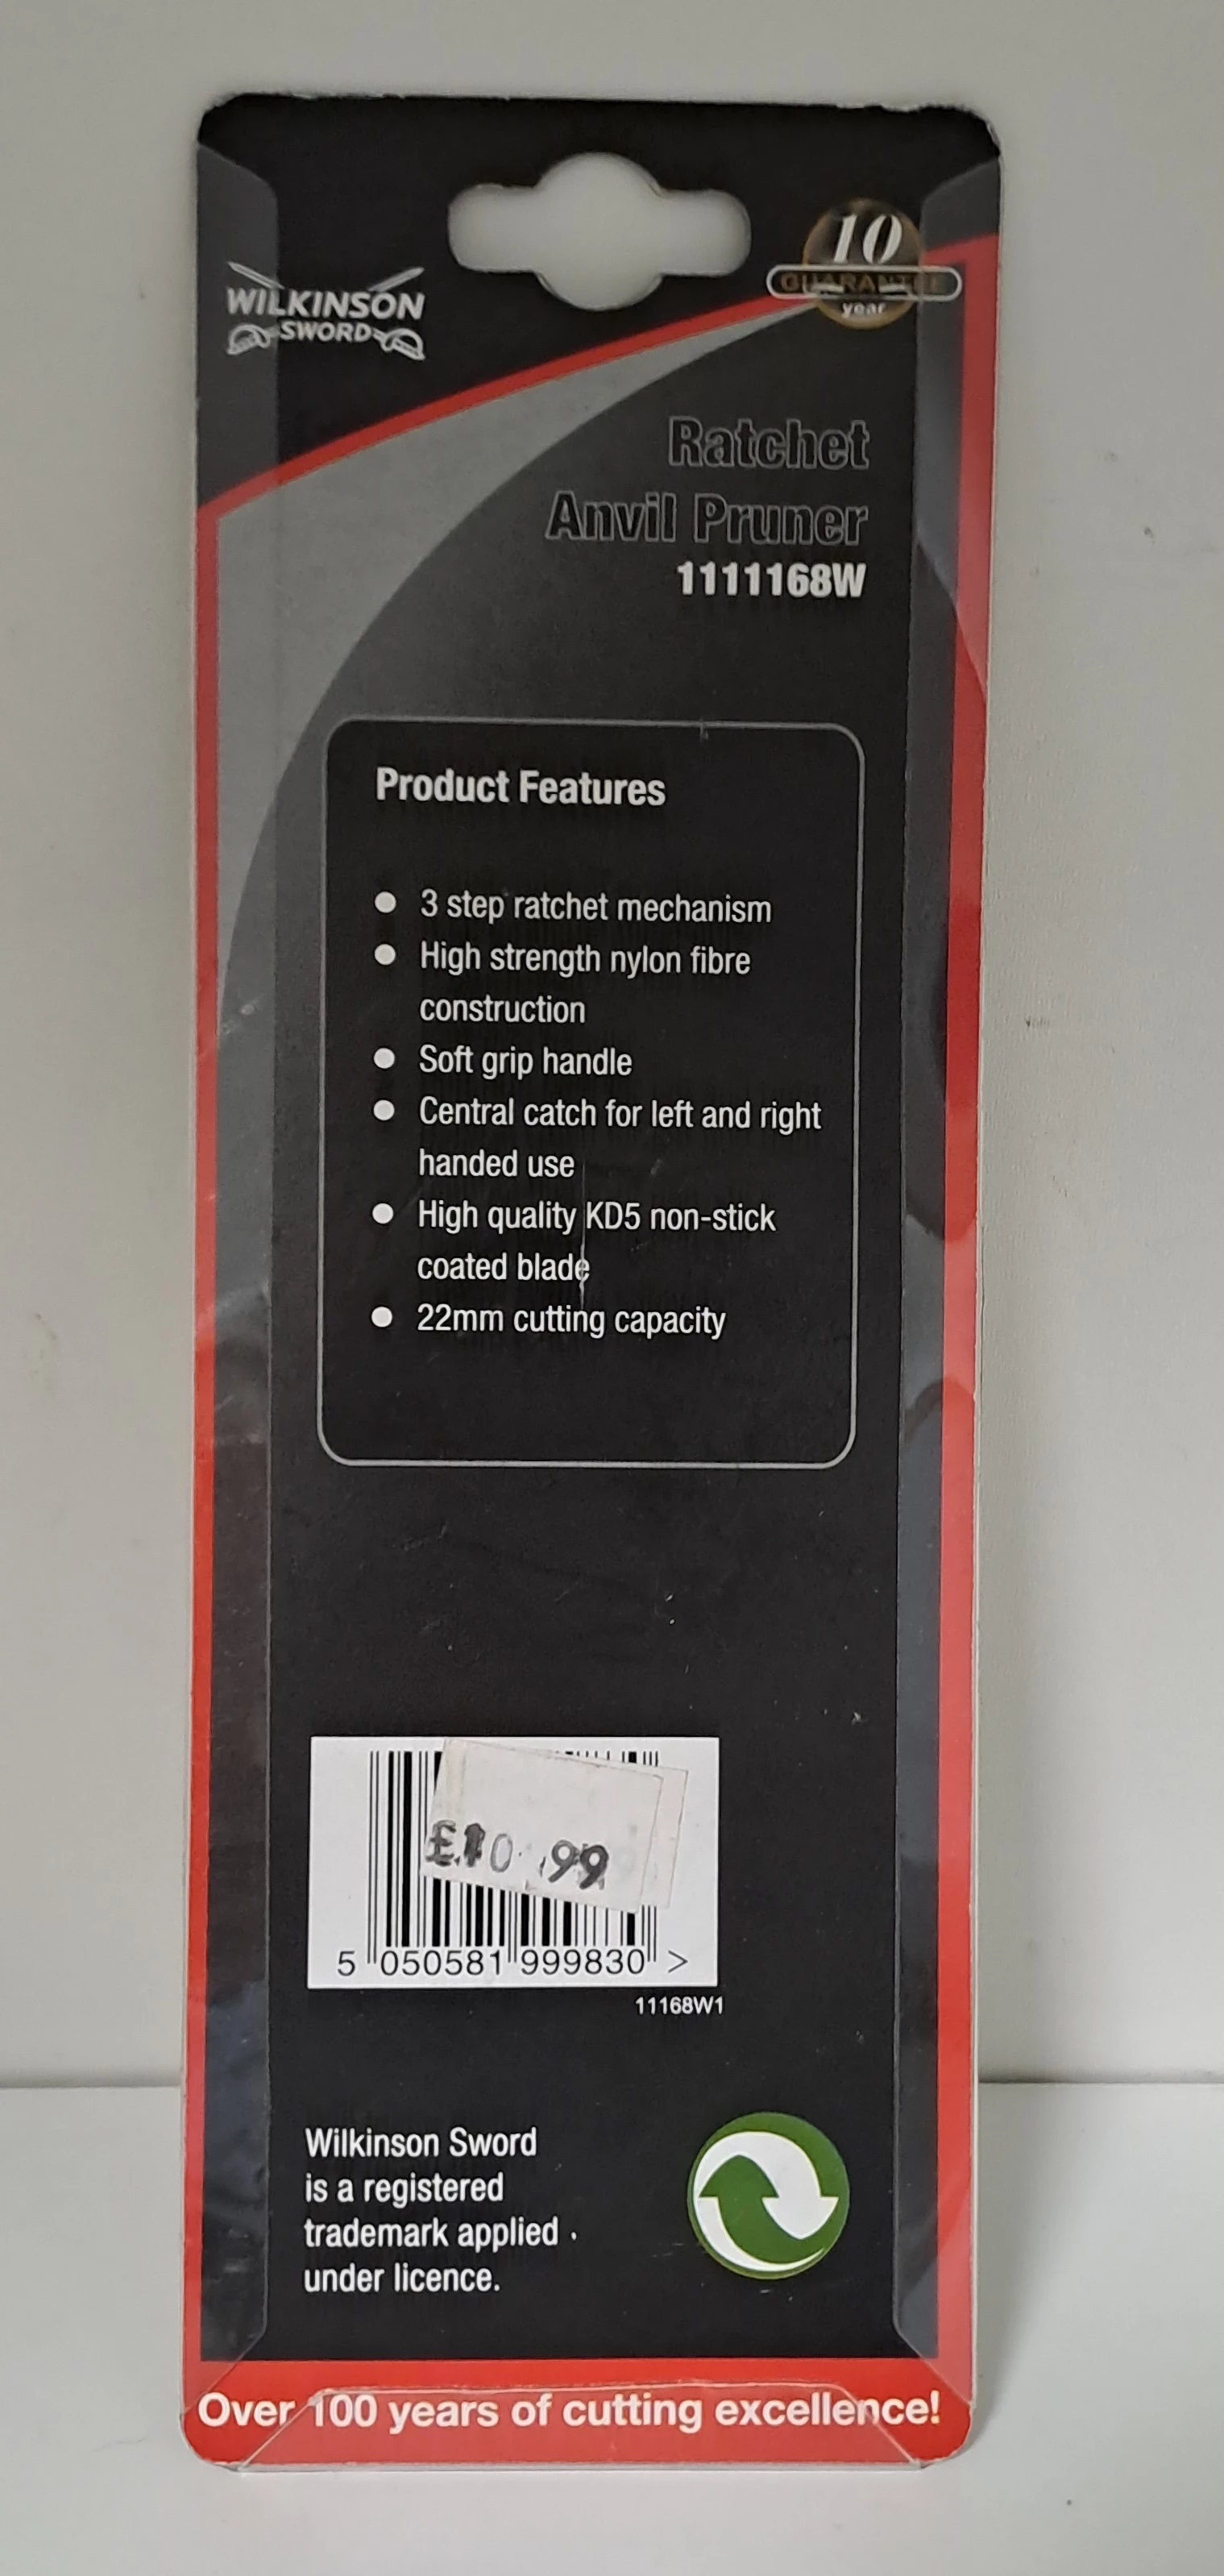 WILKINSON
SWORD
10
GUARANTEE
year
Ratchet
Anvil Pruner
1111168W
Product Features
● 3 step ratchet mechanism
● High strength nylon fibre
construction
● Soft grip handle
● Central catch for left and right
handed use
● High quality KD5 non-stick
coated blade
● 22mm cutting capacity
£10.99
5 050581 999830 >
11168W1
Wilkinson Sword
is a registered
trademark applied
under licence.
Over 100 years of cutting excellence!